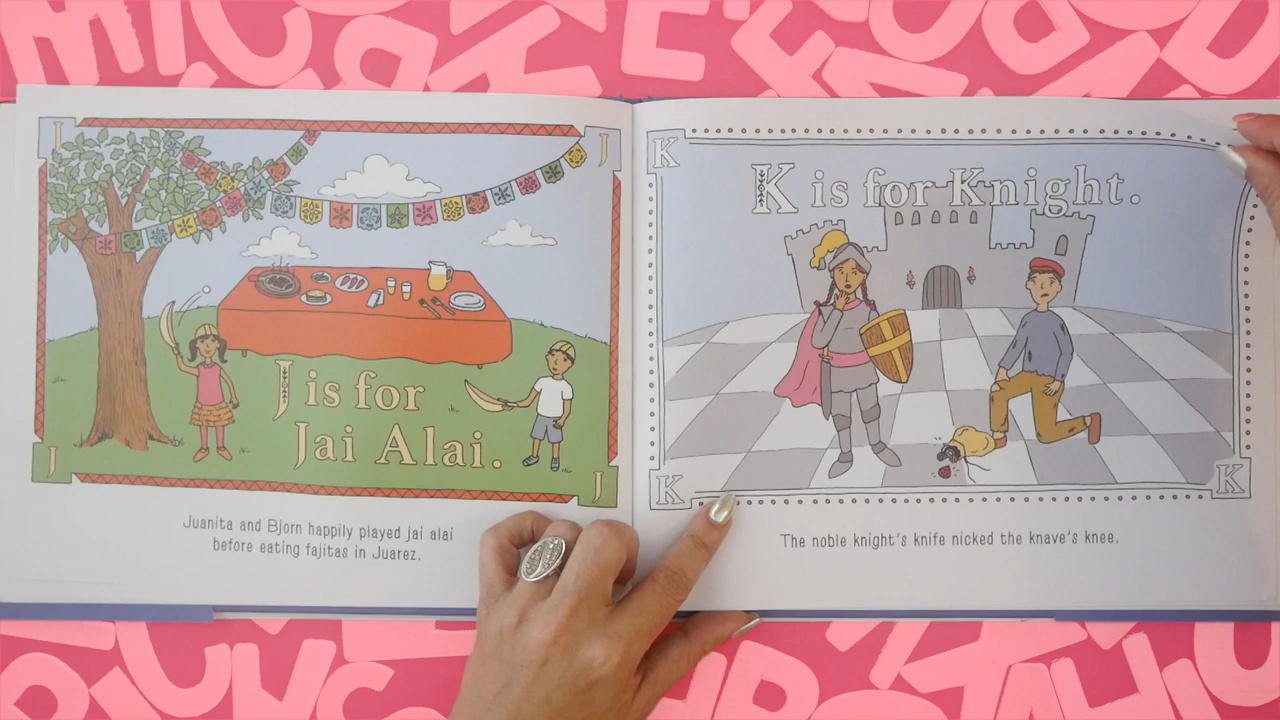 J
J
J is for
Jai Alai.
J
J
Juanita and Bjorn happily played jai alai
before eating fajitas in Juarez.
K
K is for Knight.
K
K
The noble knight's knife nicked the knave's knee.